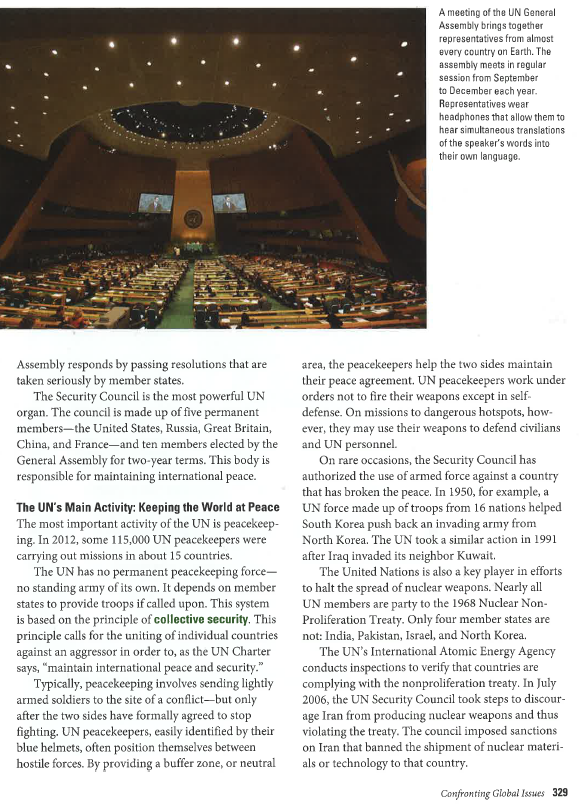 A meeting of the UN General
Assembly brings together
representatives from almost
every country on Earth. The
assembly meets in regular
session from September
to December each year.
Representatives wear
headphones that allow them to
hear simultaneous translations
of the speaker's words into
their own language.
Assembly responds by passing resolutions that are
taken seriously by member states.
The Security Council is the most powerful UN
organ. The council is made up of five permanent
members—the United States, Russia, Great Britain,
China, and France—and ten members elected by the
General Assembly for two-year terms. This body is
responsible for maintaining international peace.
The UN's Main Activity: Keeping the World at Peace
The most important activity of the UN is peacekeep-
ing. In 2012, some 115,000 UN peacekeepers were
carrying out missions in about 15 countries.
The UN has no permanent peacekeeping force—
no standing army of its own. It depends on member
states to provide troops if called upon. This system
is based on the principle of collective security. This
principle calls for the uniting of individual countries
against an aggressor in order to, as the UN Charter
says, "maintain international peace and security."
Typically, peacekeeping involves sending lightly
armed soldiers to the site of a conflict—but only
after the two sides have formally agreed to stop
fighting. UN peacekeepers, easily identified by their
blue helmets, often position themselves between
hostile forces. By providing a buffer zone, or neutral
area, the peacekeepers help the two sides maintain
their peace agreement. UN peacekeepers work under
orders not to fire their weapons except in self-
defense. On missions to dangerous hotspots, how-
ever, they may use their weapons to defend civilians
and UN personnel.
On rare occasions, the Security Council has
authorized the use of armed force against a country
that has broken the peace. In 1950, for example, a
UN force made up of troops from 16 nations helped
South Korea push back an invading army from
North Korea. The UN took a similar action in 1991
after Iraq invaded its neighbor Kuwait.
The United Nations is also a key player in efforts
to halt the spread of nuclear weapons. Nearly all
UN members are party to the 1968 Nuclear Non-
Proliferation Treaty. Only four member states are
not: India, Pakistan, Israel, and North Korea.
The UN's International Atomic Energy Agency
conducts inspections to verify that countries are
complying with the nonproliferation treaty. In July
2006, the UN Security Council took steps to discour-
age Iran from producing nuclear weapons and thus
violating the treaty. The council imposed sanctions
on Iran that banned the shipment of nuclear materi-
als or technology to that country.
Confronting Global Issues 329